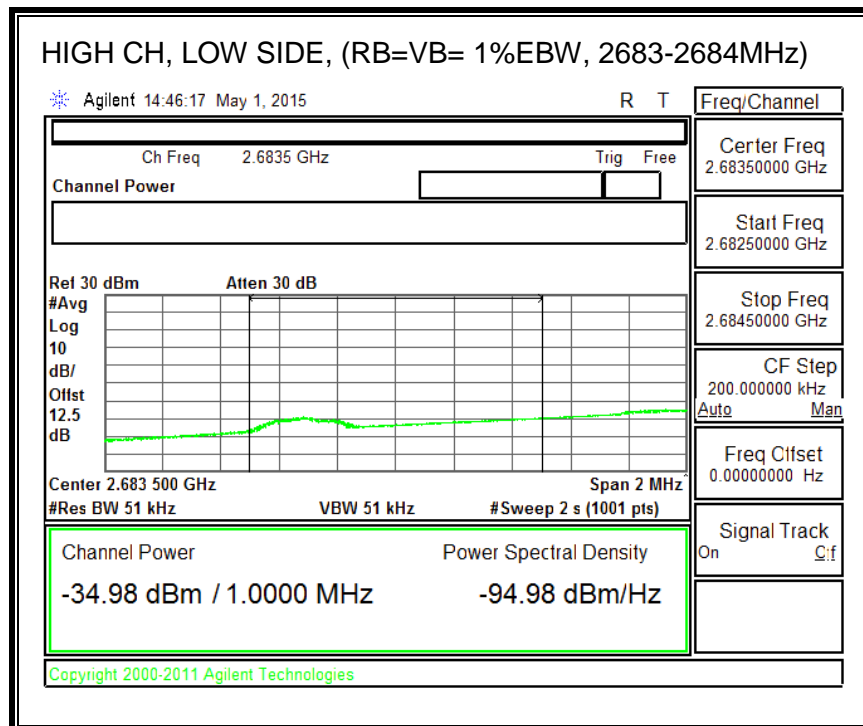 HIGH CH, LOW SIDE, (RB=VB= 1%EBW, 2683-2684MHz)
Agilent 14:46:17 May 1, 2015 R T
Ch Freq 2.6835 GHz Trig Free
Channel Power
Ref 30 dBm Atten 30 dB
#Avg
Log
10
dB/
Offst
12.5
dB
Center 2.683 500 GHz Span 2 MHz
#Res BW 51 kHz VBW 51 kHz #Sweep 2 s (1001 pts)
Channel Power Power Spectral Density
-34.98 dBm / 1.0000 MHz -94.98 dBm/Hz
Copyright 2000-2011 Agilent Technologies
Freq/Channel
Center Freq
2.68350000 GHz
Start Freq
2.68250000 GHz
Stop Freq
2.68450000 GHz
CF Step
200.000000 kHz
Auto Man
Freq Offset
0.00000000 Hz
Signal Track
On Off